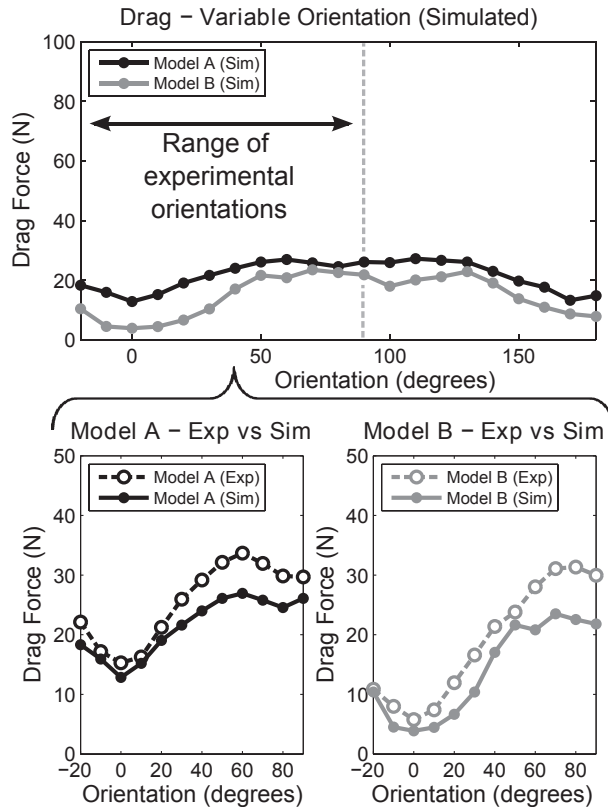 Drag – Variable Orientation (Simulated)
100
80
60
40
20
0
Drag Force (N)
Model A (Sim)
Model B (Sim)
Range of
experimental
orientations
0
50
100
150
Orientation (degrees)
Model A – Exp vs Sim
50
40
30
20
10
0
Drag Force (N)
Model A (Exp)
Model A (Sim)
−20
0
20
40
60
80
Orientation (degrees)
Model B – Exp vs Sim
50
40
30
20
10
0
Drag Force (N)
Model B (Exp)
Model B (Sim)
−20
0
20
40
60
80
Orientation (degrees)